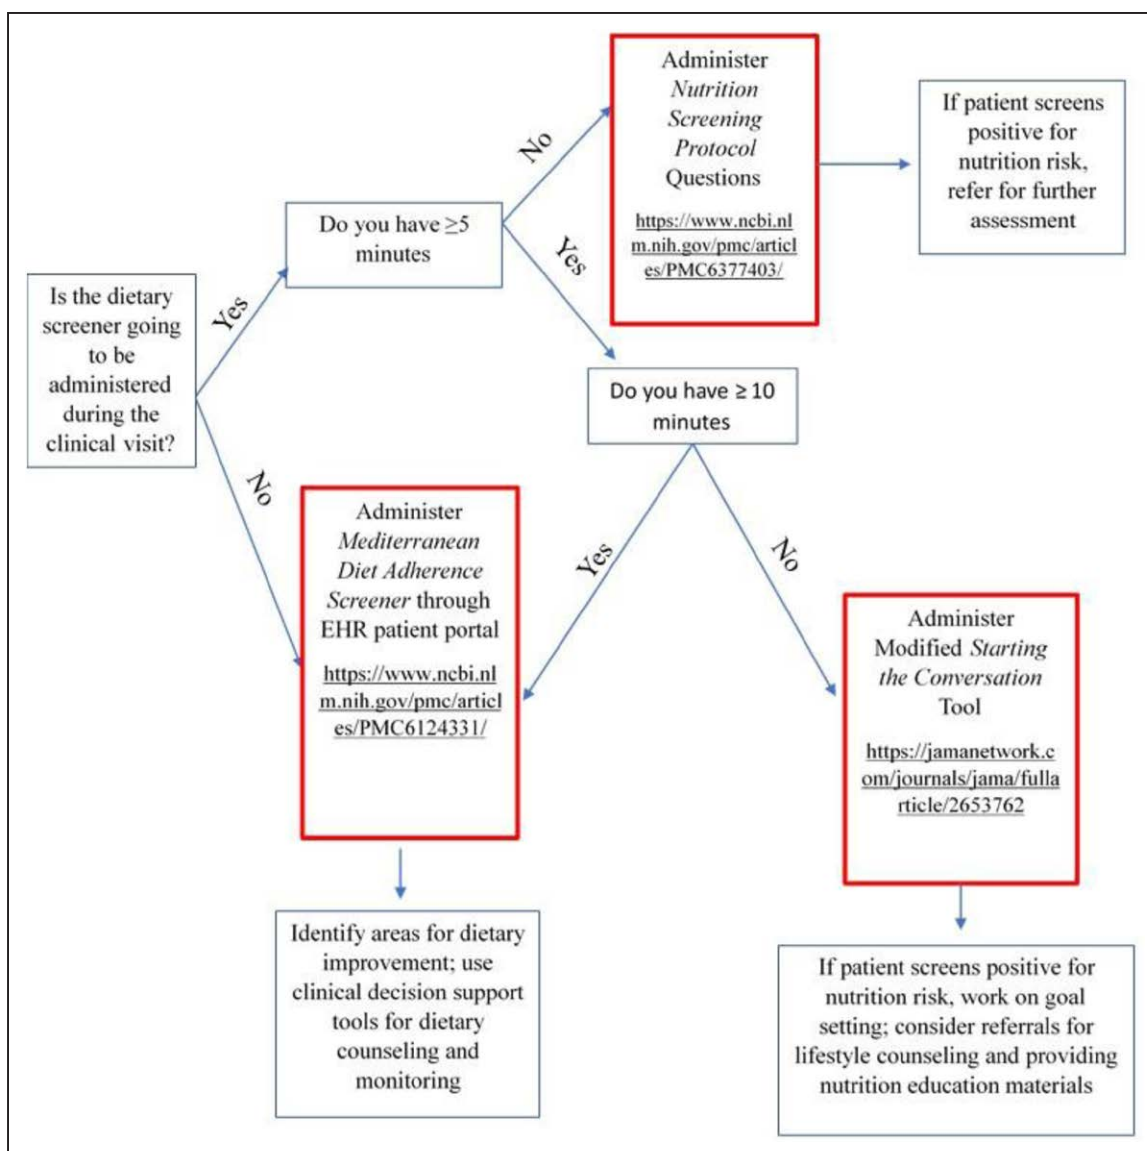 Is the dietary
screener going
to be
administered
during the
clinical visit?
Yes
No
Do you have ≥5
minutes
No
Yes
Administer
Nutrition
Screening
Protocol
Questions
https://www.ncbi.nl
m.nih.gov/pmc/articl
es/PMC6377403/
If patient screens
positive for
nutrition risk,
refer for further
assessment
Do you have ≥ 10
minutes
Yes
No
Administer
Mediterranean
Diet Adherence
Screener through
EHR patient portal
https://www.ncbi.nl
m.nih.gov/pmc/articl
es/PMC6124331/
Administer
Modified Starting
the Conversation
Tool
https://jamanetwork.c
om/journals/jama/fulla
rticle/2653762
Identify areas for dietary
improvement; use
clinical decision support
tools for dietary
counseling and
monitoring
If patient screens positive for
nutrition risk, work on goal
setting; consider referrals for
lifestyle counseling and providing
nutrition education materials